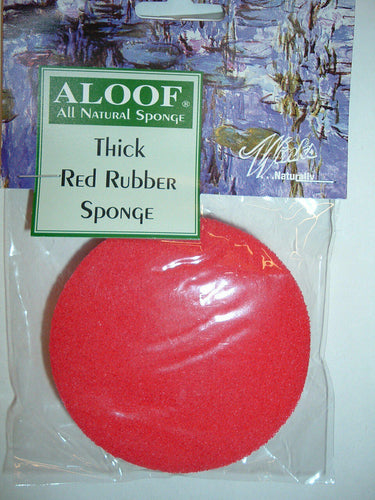 ALOOF®
All Natural Sponge
Thick
Red Rubber
Sponge
...Naturally